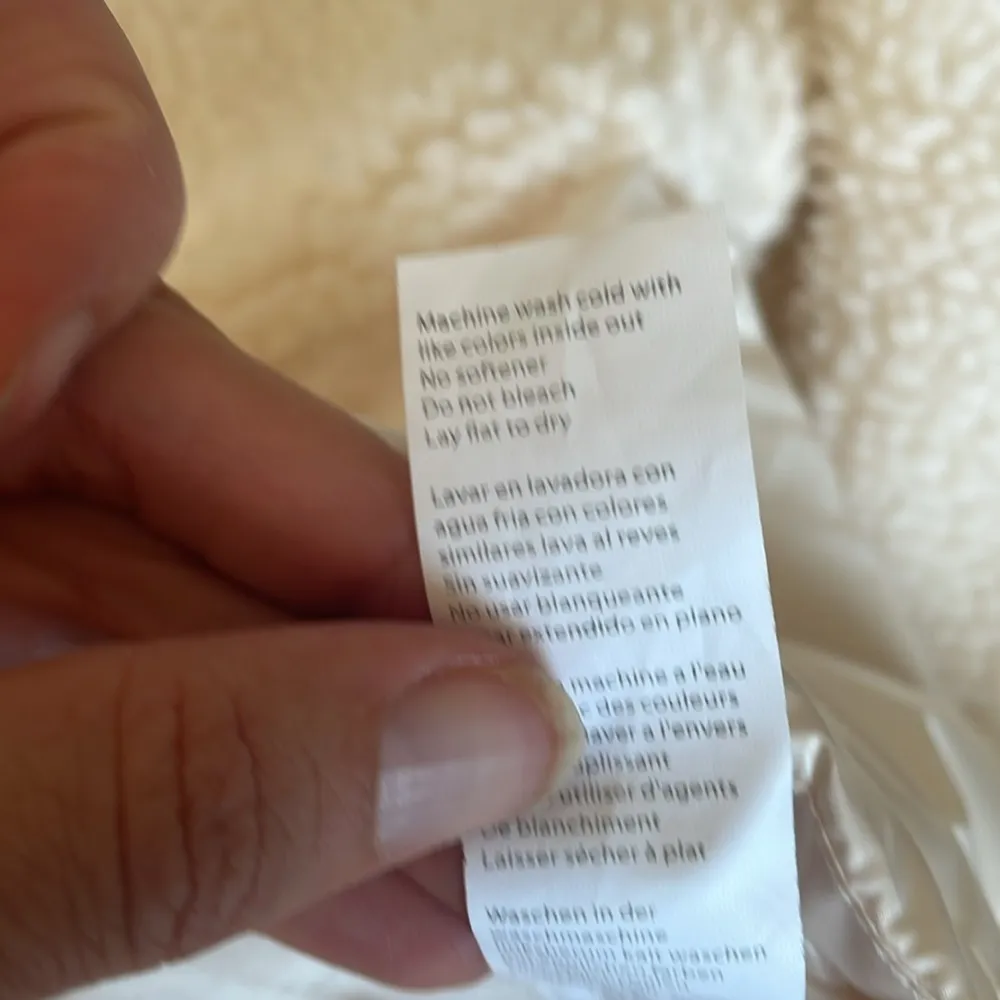 Machine wash cold with
like colors inside out
No softener
Do not bleach
Lay flat to dry
Lavar en lavadora con
agua fria con colores
similares lava al reves
Sin suavizante
No usar blanqueante
extendido en plano
machine a l'eau
des couleurs
a l'envers
utiliser d'agents
De blanchiment
Laisser sécher à plat
Waschen in der
waschen